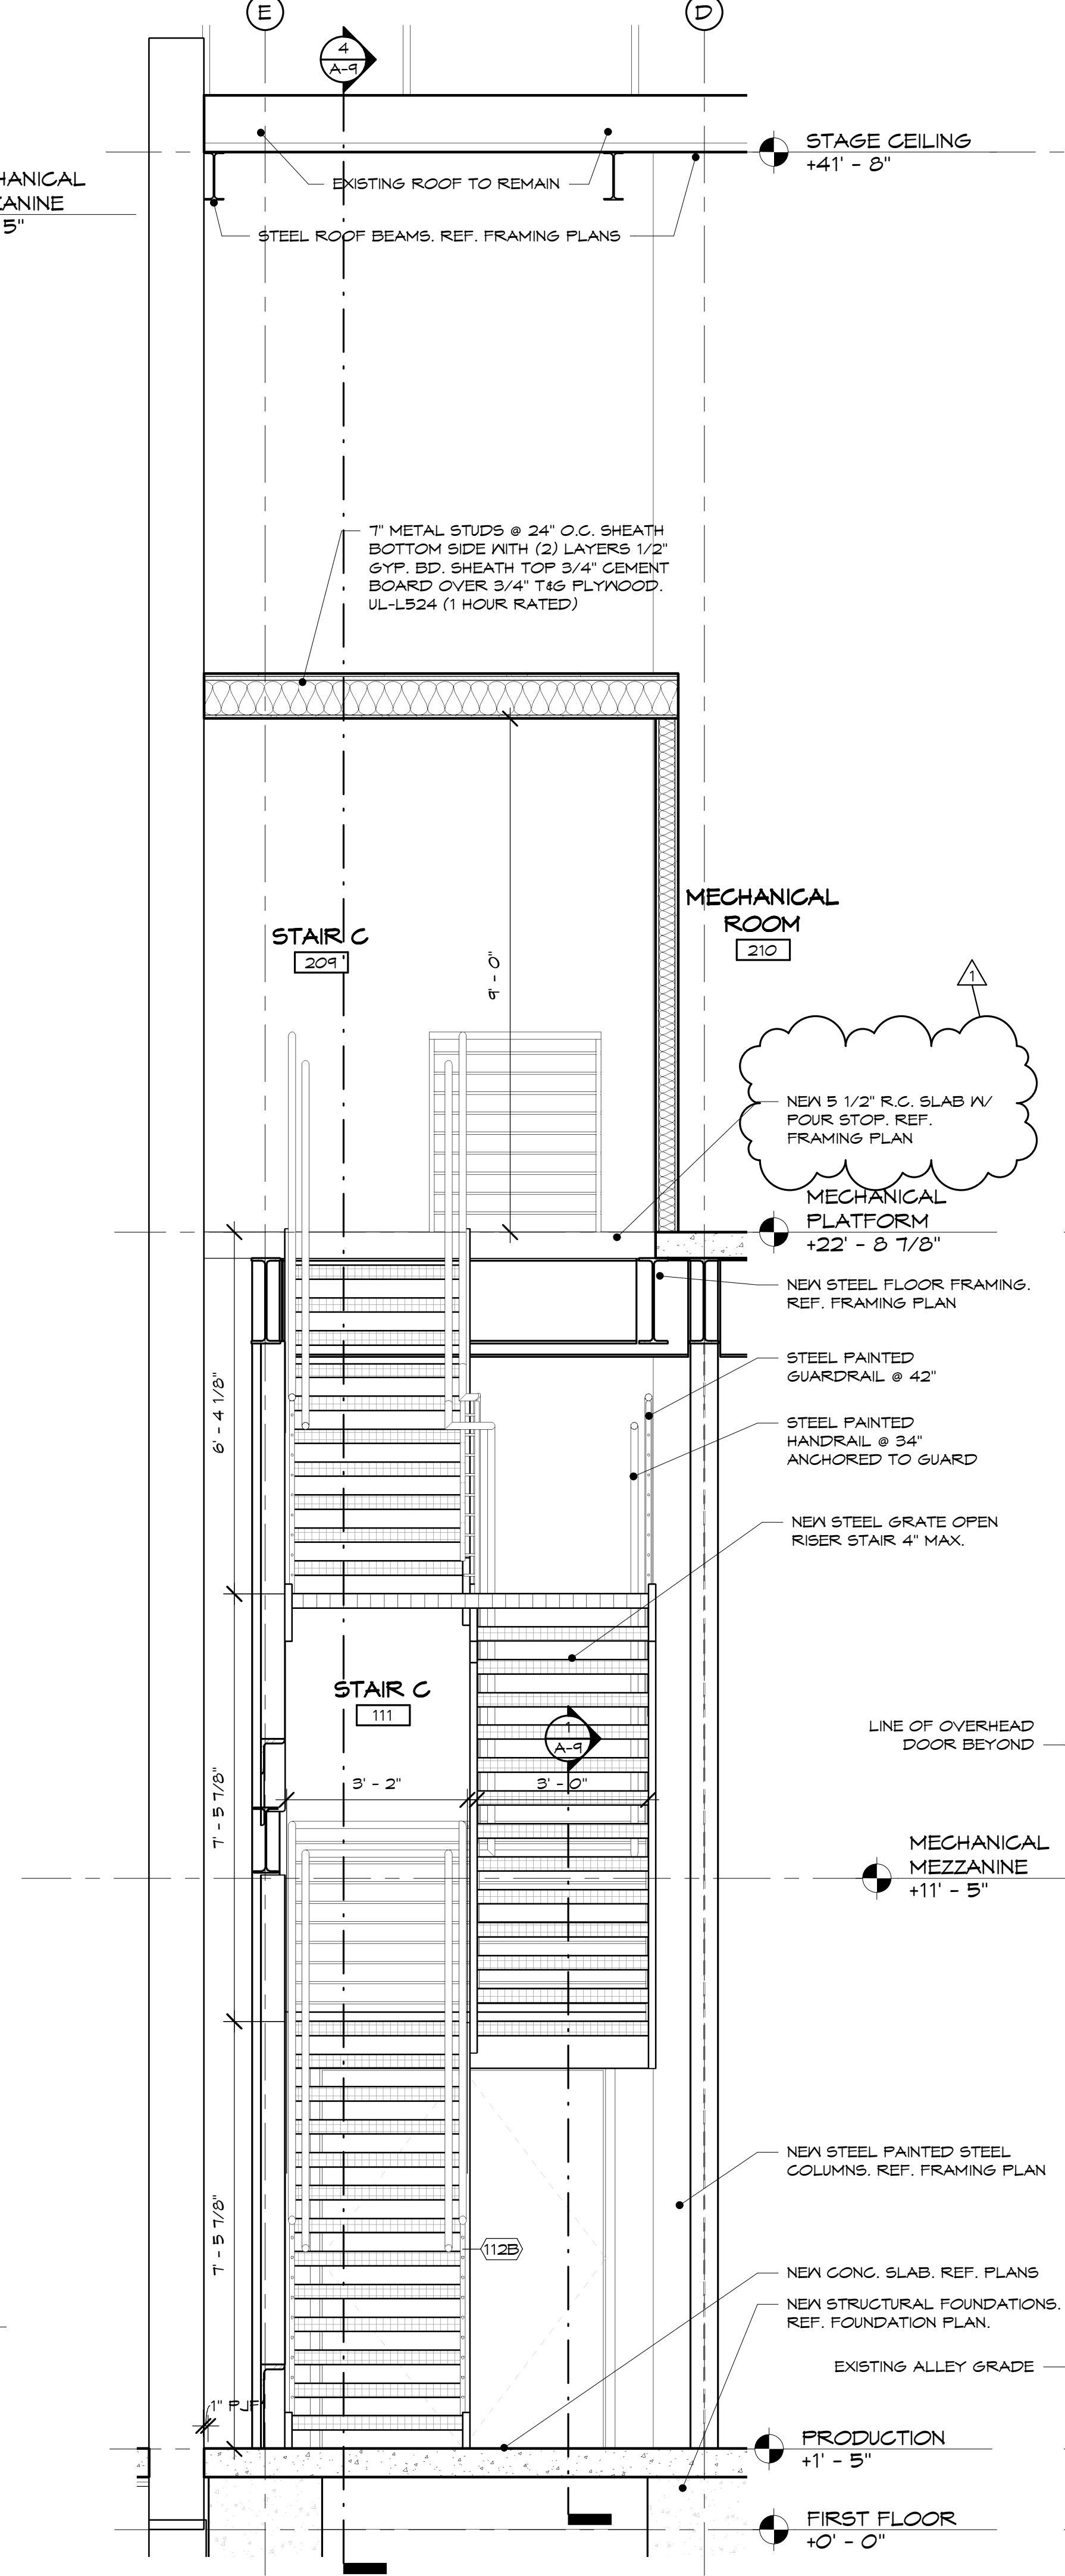 E
D
4
A-9
STAGE CEILING
+41' - 8"
HANICAL
ZANINE
5"
EXISTING ROOF TO REMAIN
STEEL ROOF BEAMS. REF. FRAMING PLANS
7" METAL STUDS @ 24" O.C. SHEATH
BOTTOM SIDE WITH (2) LAYERS 1/2"
GYP. BD. SHEATH TOP 3/4" CEMENT
BOARD OVER 3/4" T&G PLYWOOD.
UL-L524 (1 HOUR RATED)
STAIR C
209
9' - 0"
MECHANICAL
ROOM
210
1
NEW 5 1/2" R.C. SLAB W/
POUR STOP. REF.
FRAMING PLAN
MECHANICAL
PLATFORM
+22' - 8 7/8"
NEW STEEL FLOOR FRAMING.
REF. FRAMING PLAN
STEEL PAINTED
GUARDRAIL @ 42"
6' - 4 1/8"
STEEL PAINTED
HANDRAIL @ 34"
ANCHORED TO GUARD
NEW STEEL GRATE OPEN
RISER STAIR 4" MAX.
STAIR C
111
1
A-9
LINE OF OVERHEAD
DOOR BEYOND
3' - 2"
3' - 0"
7' - 5 7/8"
MECHANICAL
MEZZANINE
+11' - 5"
NEW STEEL PAINTED STEEL
COLUMNS. REF. FRAMING PLAN
7' - 5 7/8"
112B
NEW CONC. SLAB. REF. PLANS
NEW STRUCTURAL FOUNDATIONS.
REF. FOUNDATION PLAN.
EXISTING ALLEY GRADE
1" PJF
PRODUCTION
+1' - 5"
FIRST FLOOR
+0' - 0"